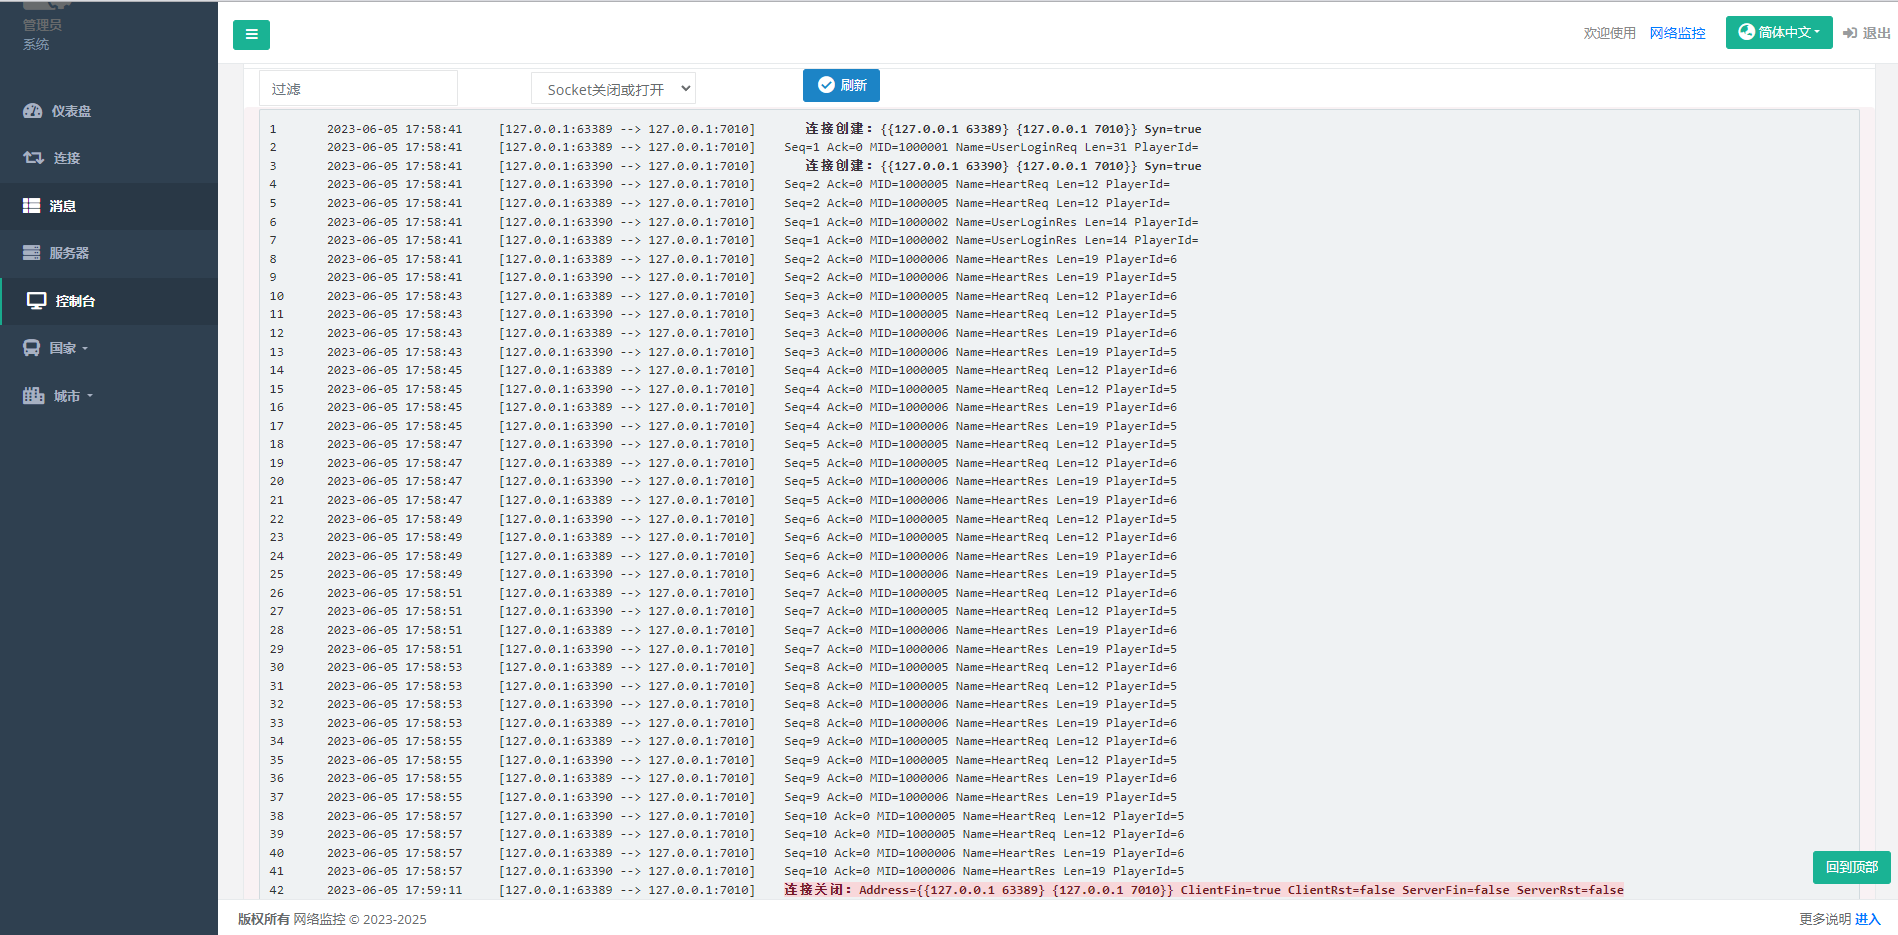 管理员
系统
仪表盘
连接
消息
服务器
控制台
国家
城市
欢迎使用 网络监控 简体中文 退出
过滤 Socket关闭或打开 刷新
1 2023-06-05 17:58:41 [127.0.0.1:63389 --> 127.0.0.1:7010] 连接创建：{{127.0.0.1 63389} {127.0.0.1 7010}} Syn=true
2 2023-06-05 17:58:41 [127.0.0.1:63389 --> 127.0.0.1:7010] Seq=1 Ack=0 MID=1000001 Name=UserLoginReq Len=31 PlayerId=
3 2023-06-05 17:58:41 [127.0.0.1:63390 --> 127.0.0.1:7010] 连接创建：{{127.0.0.1 63390} {127.0.0.1 7010}} Syn=true
4 2023-06-05 17:58:41 [127.0.0.1:63390 --> 127.0.0.1:7010] Seq=2 Ack=0 MID=1000005 Name=HeartReq Len=12 PlayerId=
5 2023-06-05 17:58:41 [127.0.0.1:63389 --> 127.0.0.1:7010] Seq=2 Ack=0 MID=1000005 Name=HeartReq Len=12 PlayerId=
6 2023-06-05 17:58:41 [127.0.0.1:63390 --> 127.0.0.1:7010] Seq=1 Ack=0 MID=1000002 Name=UserLoginRes Len=14 PlayerId=
7 2023-06-05 17:58:41 [127.0.0.1:63389 --> 127.0.0.1:7010] Seq=1 Ack=0 MID=1000002 Name=UserLoginRes Len=14 PlayerId=
8 2023-06-05 17:58:41 [127.0.0.1:63389 --> 127.0.0.1:7010] Seq=2 Ack=0 MID=1000006 Name=HeartRes Len=19 PlayerId=6
9 2023-06-05 17:58:41 [127.0.0.1:63390 --> 127.0.0.1:7010] Seq=2 Ack=0 MID=1000006 Name=HeartRes Len=19 PlayerId=5
10 2023-06-05 17:58:43 [127.0.0.1:63389 --> 127.0.0.1:7010] Seq=3 Ack=0 MID=1000005 Name=HeartReq Len=12 PlayerId=6
11 2023-06-05 17:58:43 [127.0.0.1:63390 --> 127.0.0.1:7010] Seq=3 Ack=0 MID=1000005 Name=HeartReq Len=12 PlayerId=5
12 2023-06-05 17:58:43 [127.0.0.1:63389 --> 127.0.0.1:7010] Seq=3 Ack=0 MID=1000006 Name=HeartRes Len=19 PlayerId=6
13 2023-06-05 17:58:43 [127.0.0.1:63390 --> 127.0.0.1:7010] Seq=3 Ack=0 MID=1000006 Name=HeartRes Len=19 PlayerId=5
14 2023-06-05 17:58:45 [127.0.0.1:63389 --> 127.0.0.1:7010] Seq=4 Ack=0 MID=1000005 Name=HeartReq Len=12 PlayerId=6
15 2023-06-05 17:58:45 [127.0.0.1:63390 --> 127.0.0.1:7010] Seq=4 Ack=0 MID=1000005 Name=HeartReq Len=12 PlayerId=5
16 2023-06-05 17:58:45 [127.0.0.1:63389 --> 127.0.0.1:7010] Seq=4 Ack=0 MID=1000006 Name=HeartRes Len=19 PlayerId=6
17 2023-06-05 17:58:45 [127.0.0.1:63390 --> 127.0.0.1:7010] Seq=4 Ack=0 MID=1000006 Name=HeartRes Len=19 PlayerId=5
18 2023-06-05 17:58:47 [127.0.0.1:63390 --> 127.0.0.1:7010] Seq=5 Ack=0 MID=1000005 Name=HeartReq Len=12 PlayerId=5
19 2023-06-05 17:58:47 [127.0.0.1:63389 --> 127.0.0.1:7010] Seq=5 Ack=0 MID=1000005 Name=HeartReq Len=12 PlayerId=6
20 2023-06-05 17:58:47 [127.0.0.1:63390 --> 127.0.0.1:7010] Seq=5 Ack=0 MID=1000006 Name=HeartRes Len=19 PlayerId=5
21 2023-06-05 17:58:47 [127.0.0.1:63389 --> 127.0.0.1:7010] Seq=5 Ack=0 MID=1000006 Name=HeartRes Len=19 PlayerId=6
22 2023-06-05 17:58:49 [127.0.0.1:63390 --> 127.0.0.1:7010] Seq=6 Ack=0 MID=1000005 Name=HeartReq Len=12 PlayerId=5
23 2023-06-05 17:58:49 [127.0.0.1:63389 --> 127.0.0.1:7010] Seq=6 Ack=0 MID=1000005 Name=HeartReq Len=12 PlayerId=6
24 2023-06-05 17:58:49 [127.0.0.1:63389 --> 127.0.0.1:7010] Seq=6 Ack=0 MID=1000006 Name=HeartRes Len=19 PlayerId=6
25 2023-06-05 17:58:49 [127.0.0.1:63390 --> 127.0.0.1:7010] Seq=6 Ack=0 MID=1000006 Name=HeartRes Len=19 PlayerId=5
26 2023-06-05 17:58:51 [127.0.0.1:63389 --> 127.0.0.1:7010] Seq=7 Ack=0 MID=1000005 Name=HeartReq Len=12 PlayerId=6
27 2023-06-05 17:58:51 [127.0.0.1:63390 --> 127.0.0.1:7010] Seq=7 Ack=0 MID=1000005 Name=HeartReq Len=12 PlayerId=5
28 2023-06-05 17:58:51 [127.0.0.1:63389 --> 127.0.0.1:7010] Seq=7 Ack=0 MID=1000006 Name=HeartRes Len=19 PlayerId=6
29 2023-06-05 17:58:51 [127.0.0.1:63390 --> 127.0.0.1:7010] Seq=7 Ack=0 MID=1000006 Name=HeartRes Len=19 PlayerId=5
30 2023-06-05 17:58:53 [127.0.0.1:63389 --> 127.0.0.1:7010] Seq=8 Ack=0 MID=1000005 Name=HeartReq Len=12 PlayerId=6
31 2023-06-05 17:58:53 [127.0.0.1:63390 --> 127.0.0.1:7010] Seq=8 Ack=0 MID=1000005 Name=HeartReq Len=12 PlayerId=5
32 2023-06-05 17:58:53 [127.0.0.1:63390 --> 127.0.0.1:7010] Seq=8 Ack=0 MID=1000006 Name=HeartRes Len=19 PlayerId=5
33 2023-06-05 17:58:53 [127.0.0.1:63389 --> 127.0.0.1:7010] Seq=8 Ack=0 MID=1000006 Name=HeartRes Len=19 PlayerId=6
34 2023-06-05 17:58:55 [127.0.0.1:63389 --> 127.0.0.1:7010] Seq=9 Ack=0 MID=1000005 Name=HeartReq Len=12 PlayerId=6
35 2023-06-05 17:58:55 [127.0.0.1:63390 --> 127.0.0.1:7010] Seq=9 Ack=0 MID=1000005 Name=HeartReq Len=12 PlayerId=5
36 2023-06-05 17:58:55 [127.0.0.1:63389 --> 127.0.0.1:7010] Seq=9 Ack=0 MID=1000006 Name=HeartRes Len=19 PlayerId=6
37 2023-06-05 17:58:55 [127.0.0.1:63390 --> 127.0.0.1:7010] Seq=9 Ack=0 MID=1000006 Name=HeartRes Len=19 PlayerId=5
38 2023-06-05 17:58:57 [127.0.0.1:63390 --> 127.0.0.1:7010] Seq=10 Ack=0 MID=1000005 Name=HeartReq Len=12 PlayerId=5
39 2023-06-05 17:58:57 [127.0.0.1:63389 --> 127.0.0.1:7010] Seq=10 Ack=0 MID=1000005 Name=HeartReq Len=12 PlayerId=6
40 2023-06-05 17:58:57 [127.0.0.1:63389 --> 127.0.0.1:7010] Seq=10 Ack=0 MID=1000006 Name=HeartRes Len=19 PlayerId=6
41 2023-06-05 17:58:57 [127.0.0.1:63390 --> 127.0.0.1:7010] Seq=10 Ack=0 MID=1000006 Name=HeartRes Len=19 PlayerId=5
42 2023-06-05 17:59:11 [127.0.0.1:63389 --> 127.0.0.1:7010] 连接关闭：Address={{127.0.0.1 63389} {127.0.0.1 7010}} ClientFin=true ClientRst=false ServerFin=false ServerRst=false
回到顶部
版权所有 网络监控 © 2023-2025
更多说明 进入